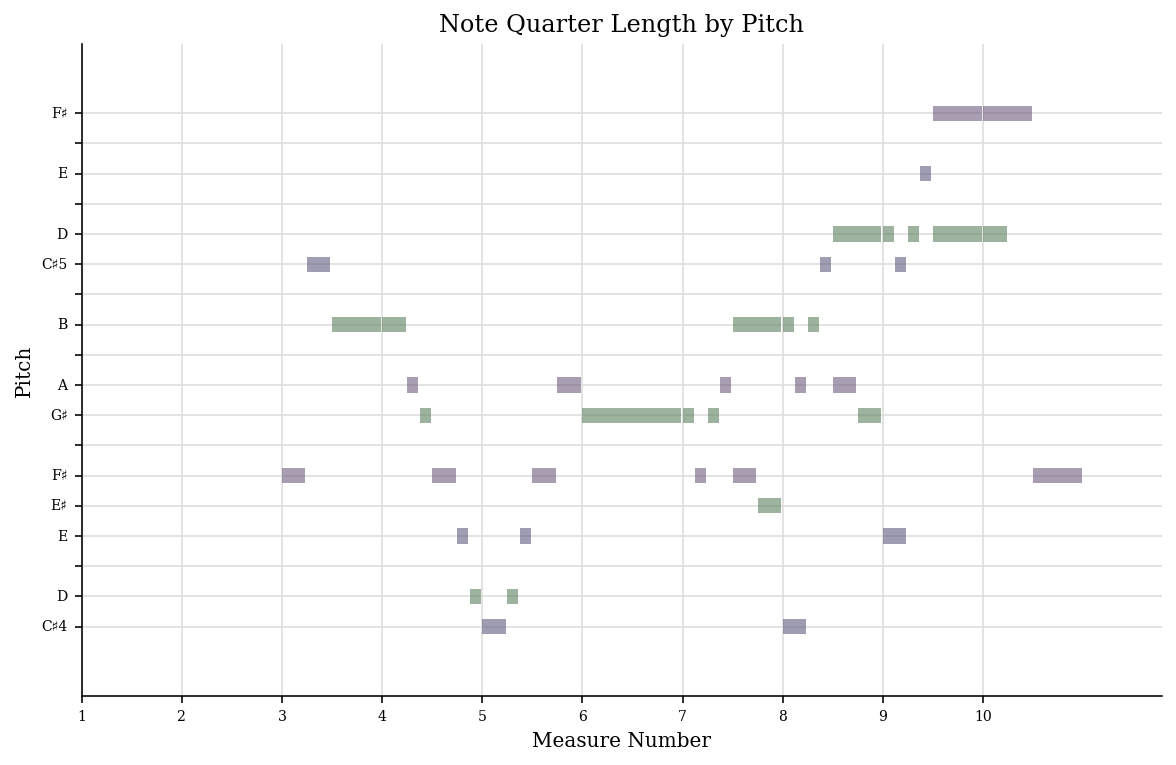 Note Quarter Length by Pitch
F♯
E
D
C♯5
B
A
G♯
F♯
E♯
E
D
C♯4
Pitch
1 2 3 4 5 6 7 8 9 10
Measure Number